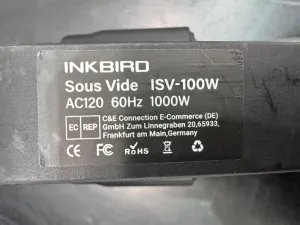 INKBIRD
Sous Vide ISV-100W
AC120 60Hz 1000W
EC REP
C&E Connection E-Commerce (DE)
GmbH Zum Linnegraben 20,65933,
Frankfurt am Main,Germany
CE FC RoHS